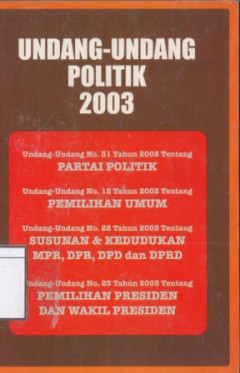 UNDANG-UNDANG
POLITIK
2003
Undang-Undang No. 31 Tahun 2002 Tentang
PARTAI POLITIK
Undang-Undang No. 12 Tahun 2003 Tentang
PEMILIHAN UMUM
Undang-Undang No. 22 Tahun 2003 Tentang
SUSUNAN & KEDUDUKAN
MPR, DPR, DPD dan DPRD
ndang-Undang No. 23 Tahun 2003 Tentang
PEMILIHAN PRESIDEN
DAN WAKIL PRESIDEN